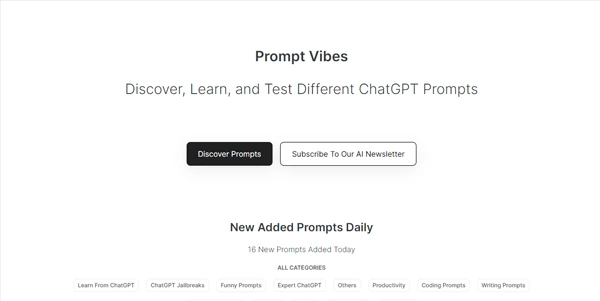 Prompt Vibes
Discover, Learn, and Test Different ChatGPT Prompts
Discover Prompts
Subscribe To Our AI Newsletter
New Added Prompts Daily
16 New Prompts Added Today
ALL CATEGORIES
Learn From ChatGPT
ChatGPT Jailbreaks
Funny Prompts
Expert ChatGPT
Others
Productivity
Coding Prompts
Writing Prompts